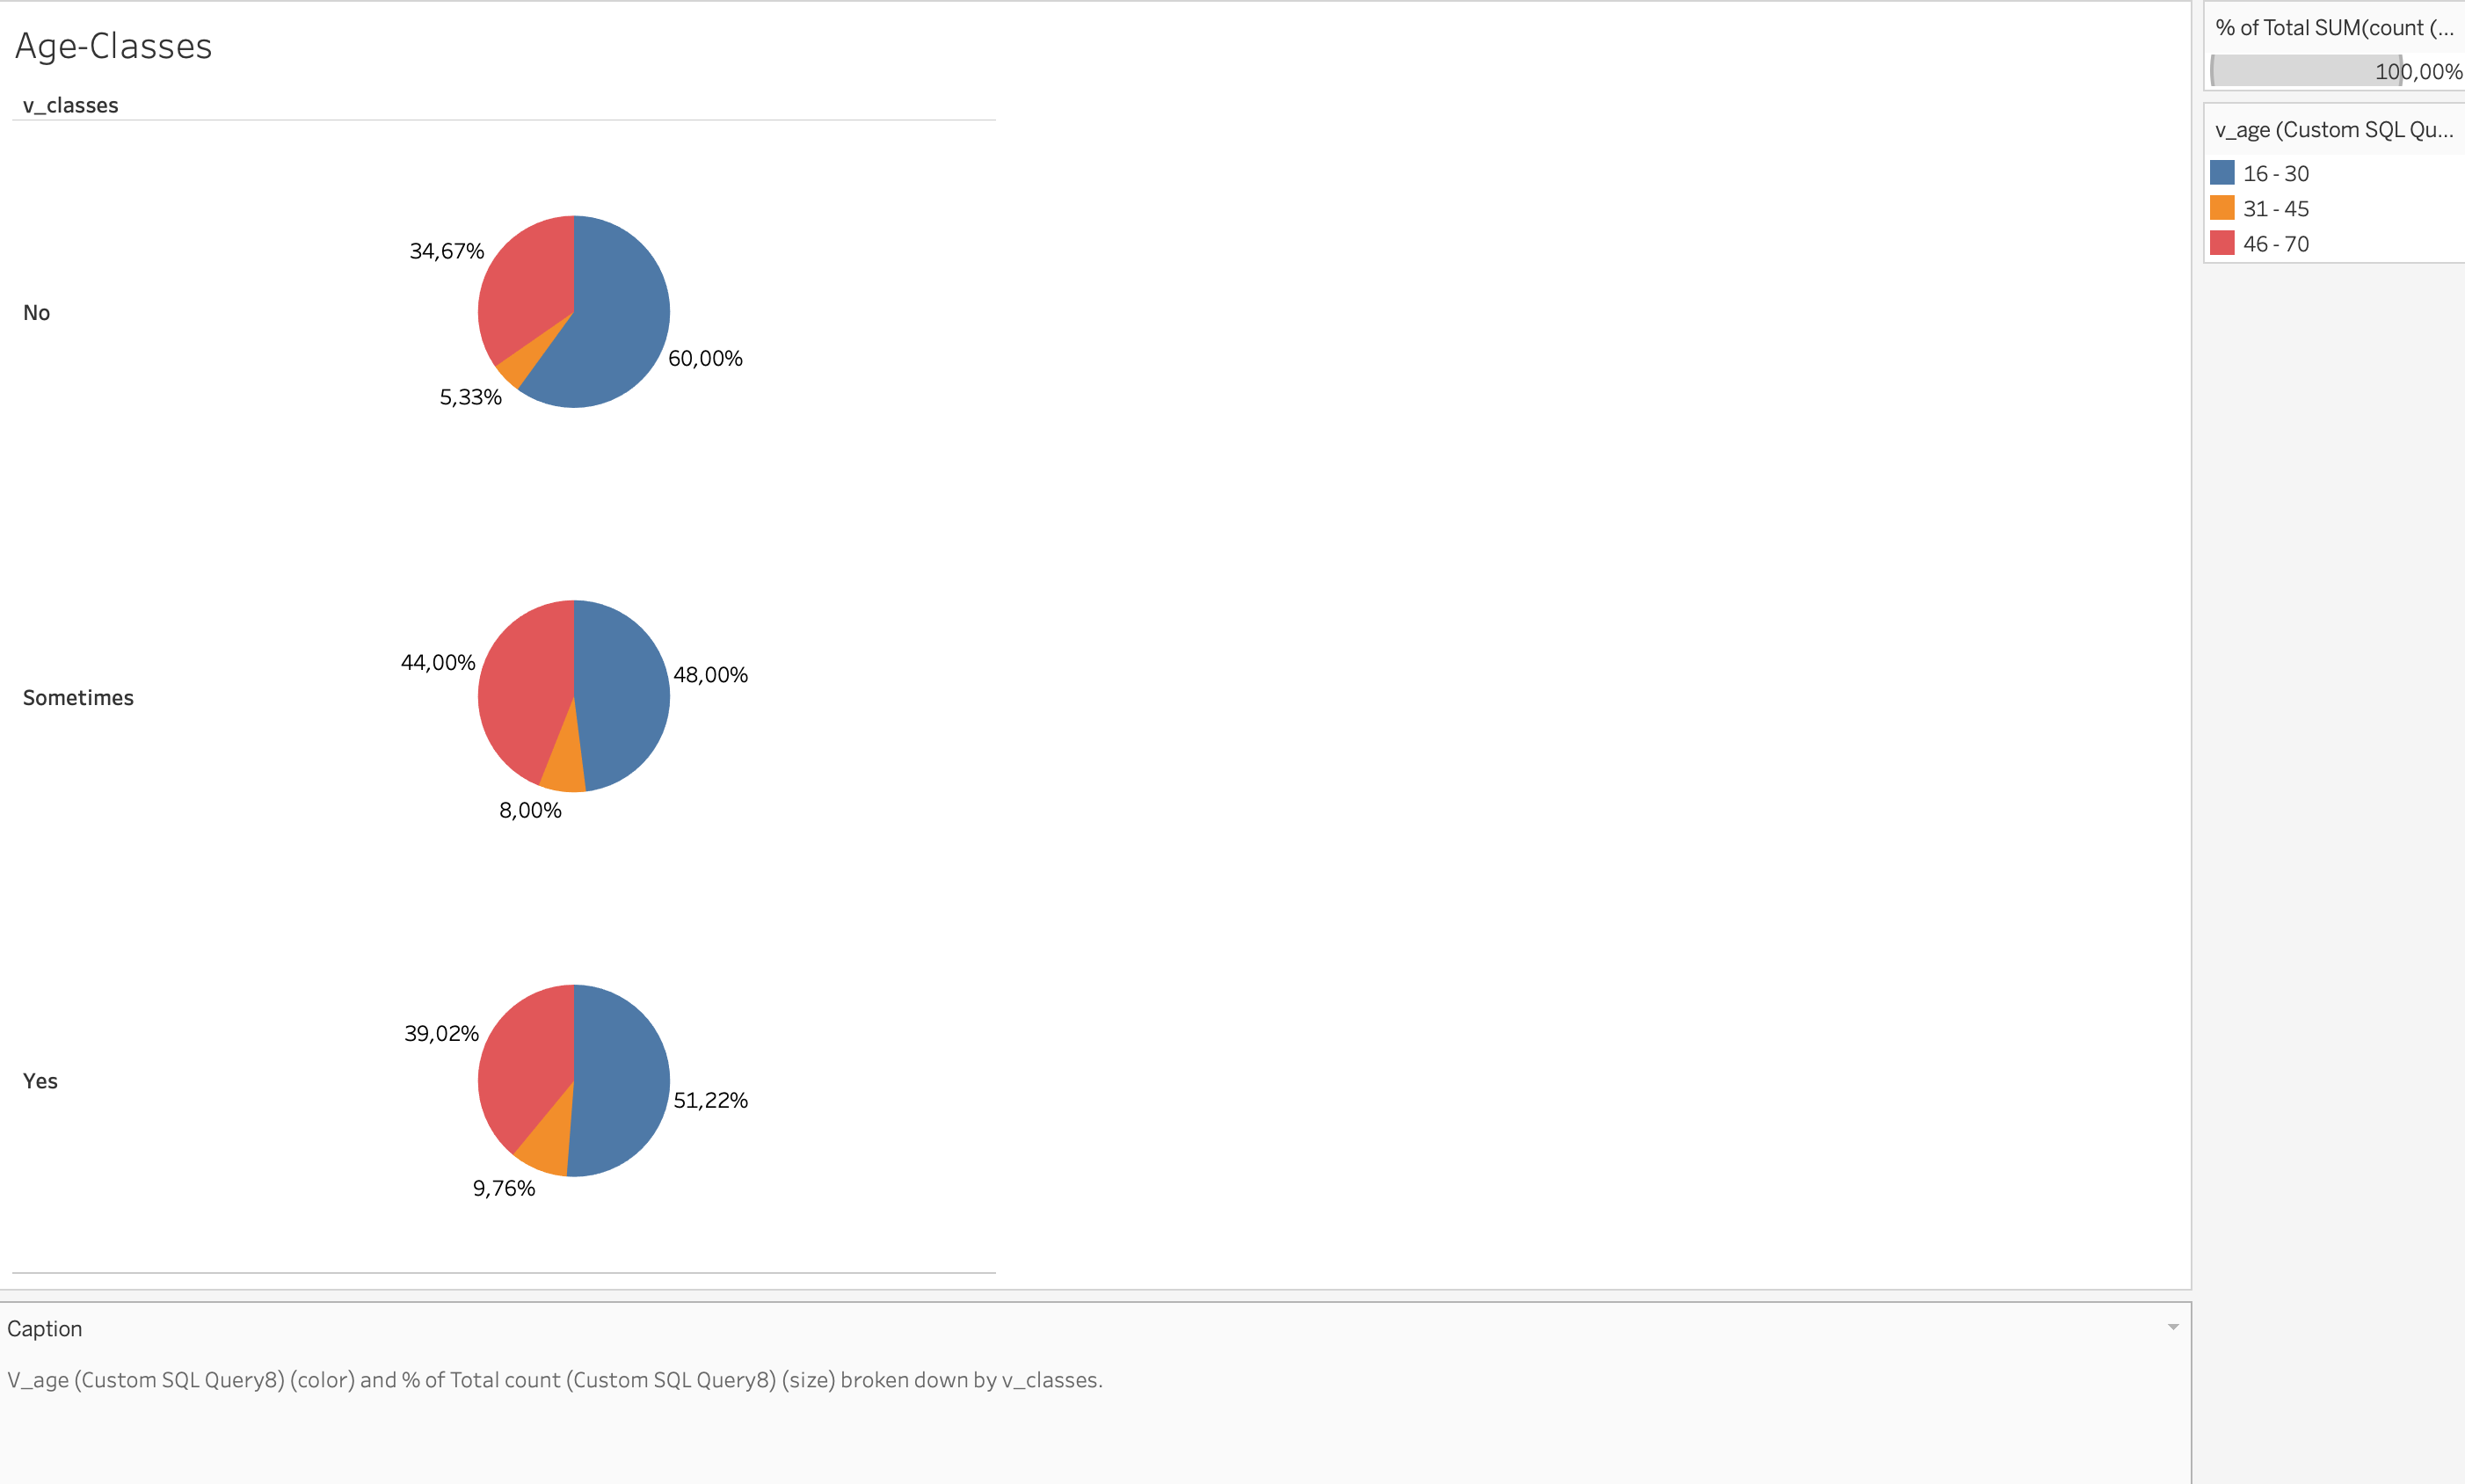 Age-Classes
v_classes
No
34,67%
60,00%
5,33%
Sometimes
44,00%
48,00%
8,00%
Yes
39,02%
51,22%
9,76%
% of Total SUM(count (...
100,00%
v_age (Custom SQL Qu...
16 - 30
31 - 45
46 - 70
Caption
V_age (Custom SQL Query8) (color) and % of Total count (Custom SQL Query8) (size) broken down by v_classes.